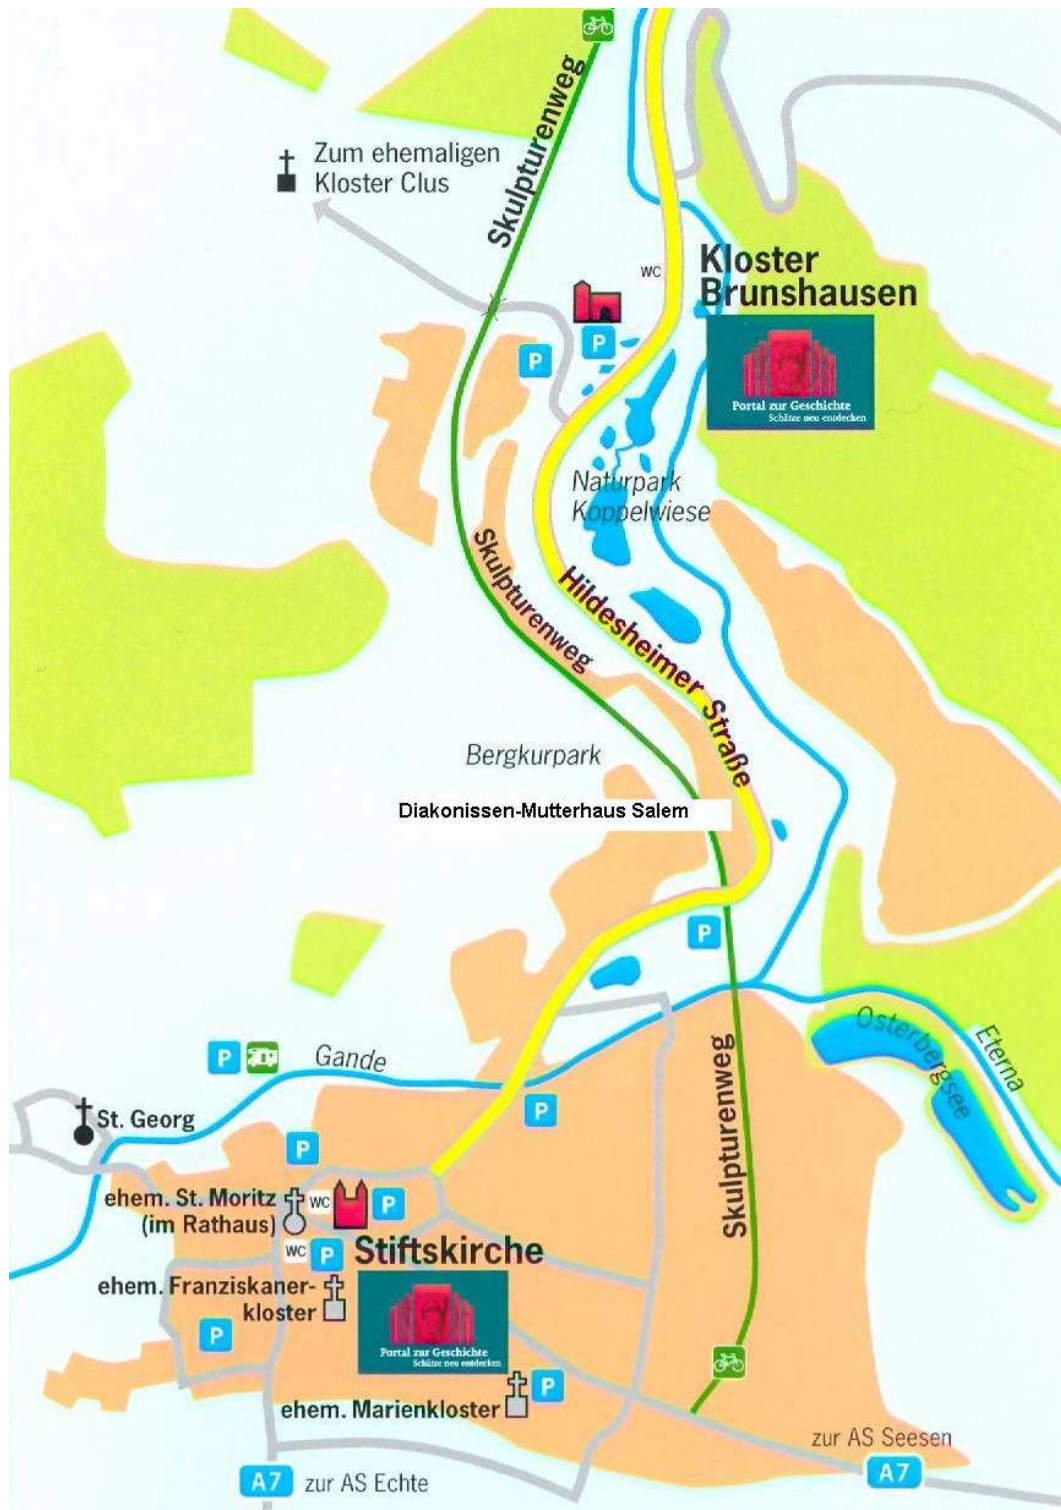 Skulpturenweg
Zum ehemaligen
Kloster Clus
WC
Kloster
Brunshausen
P
P
Portal zur Geschichte
Schätze neu entdecken
Naturpark
Koppelwiese
Skulpturenweg
Hildesheimer Straße
Bergkurpark
Diakonissen-Mutterhaus Salem
P
Osterbergsee
Eterna
P
Gande
P
St. Georg
P
Skulpturenweg
ehem. St. Moritz
(im Rathaus)
WC
P
WC
P
Stiftskirche
ehem. Franziskaner-
kloster
P
Portal zur Geschichte
Schätze neu entdecken
P
ehem. Marienkloster
zur AS Seesen
A7
A7 zur AS Echte